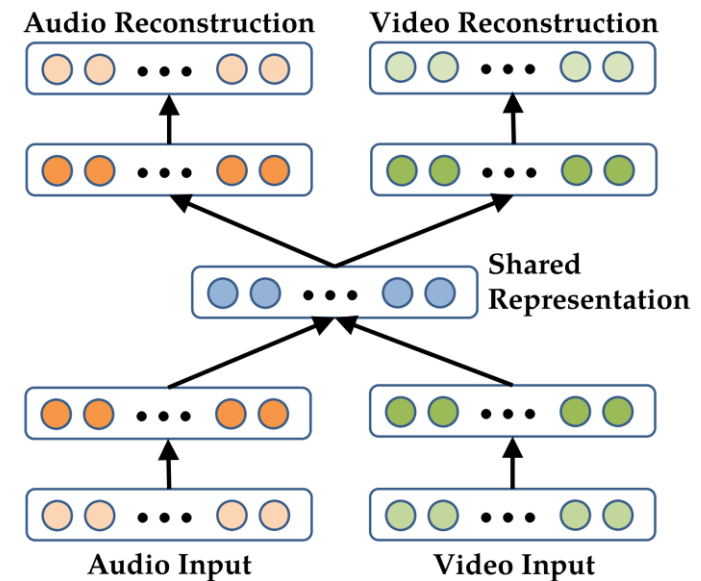 Audio Reconstruction
Video Reconstruction
Shared
Representation
Audio Input
Video Input